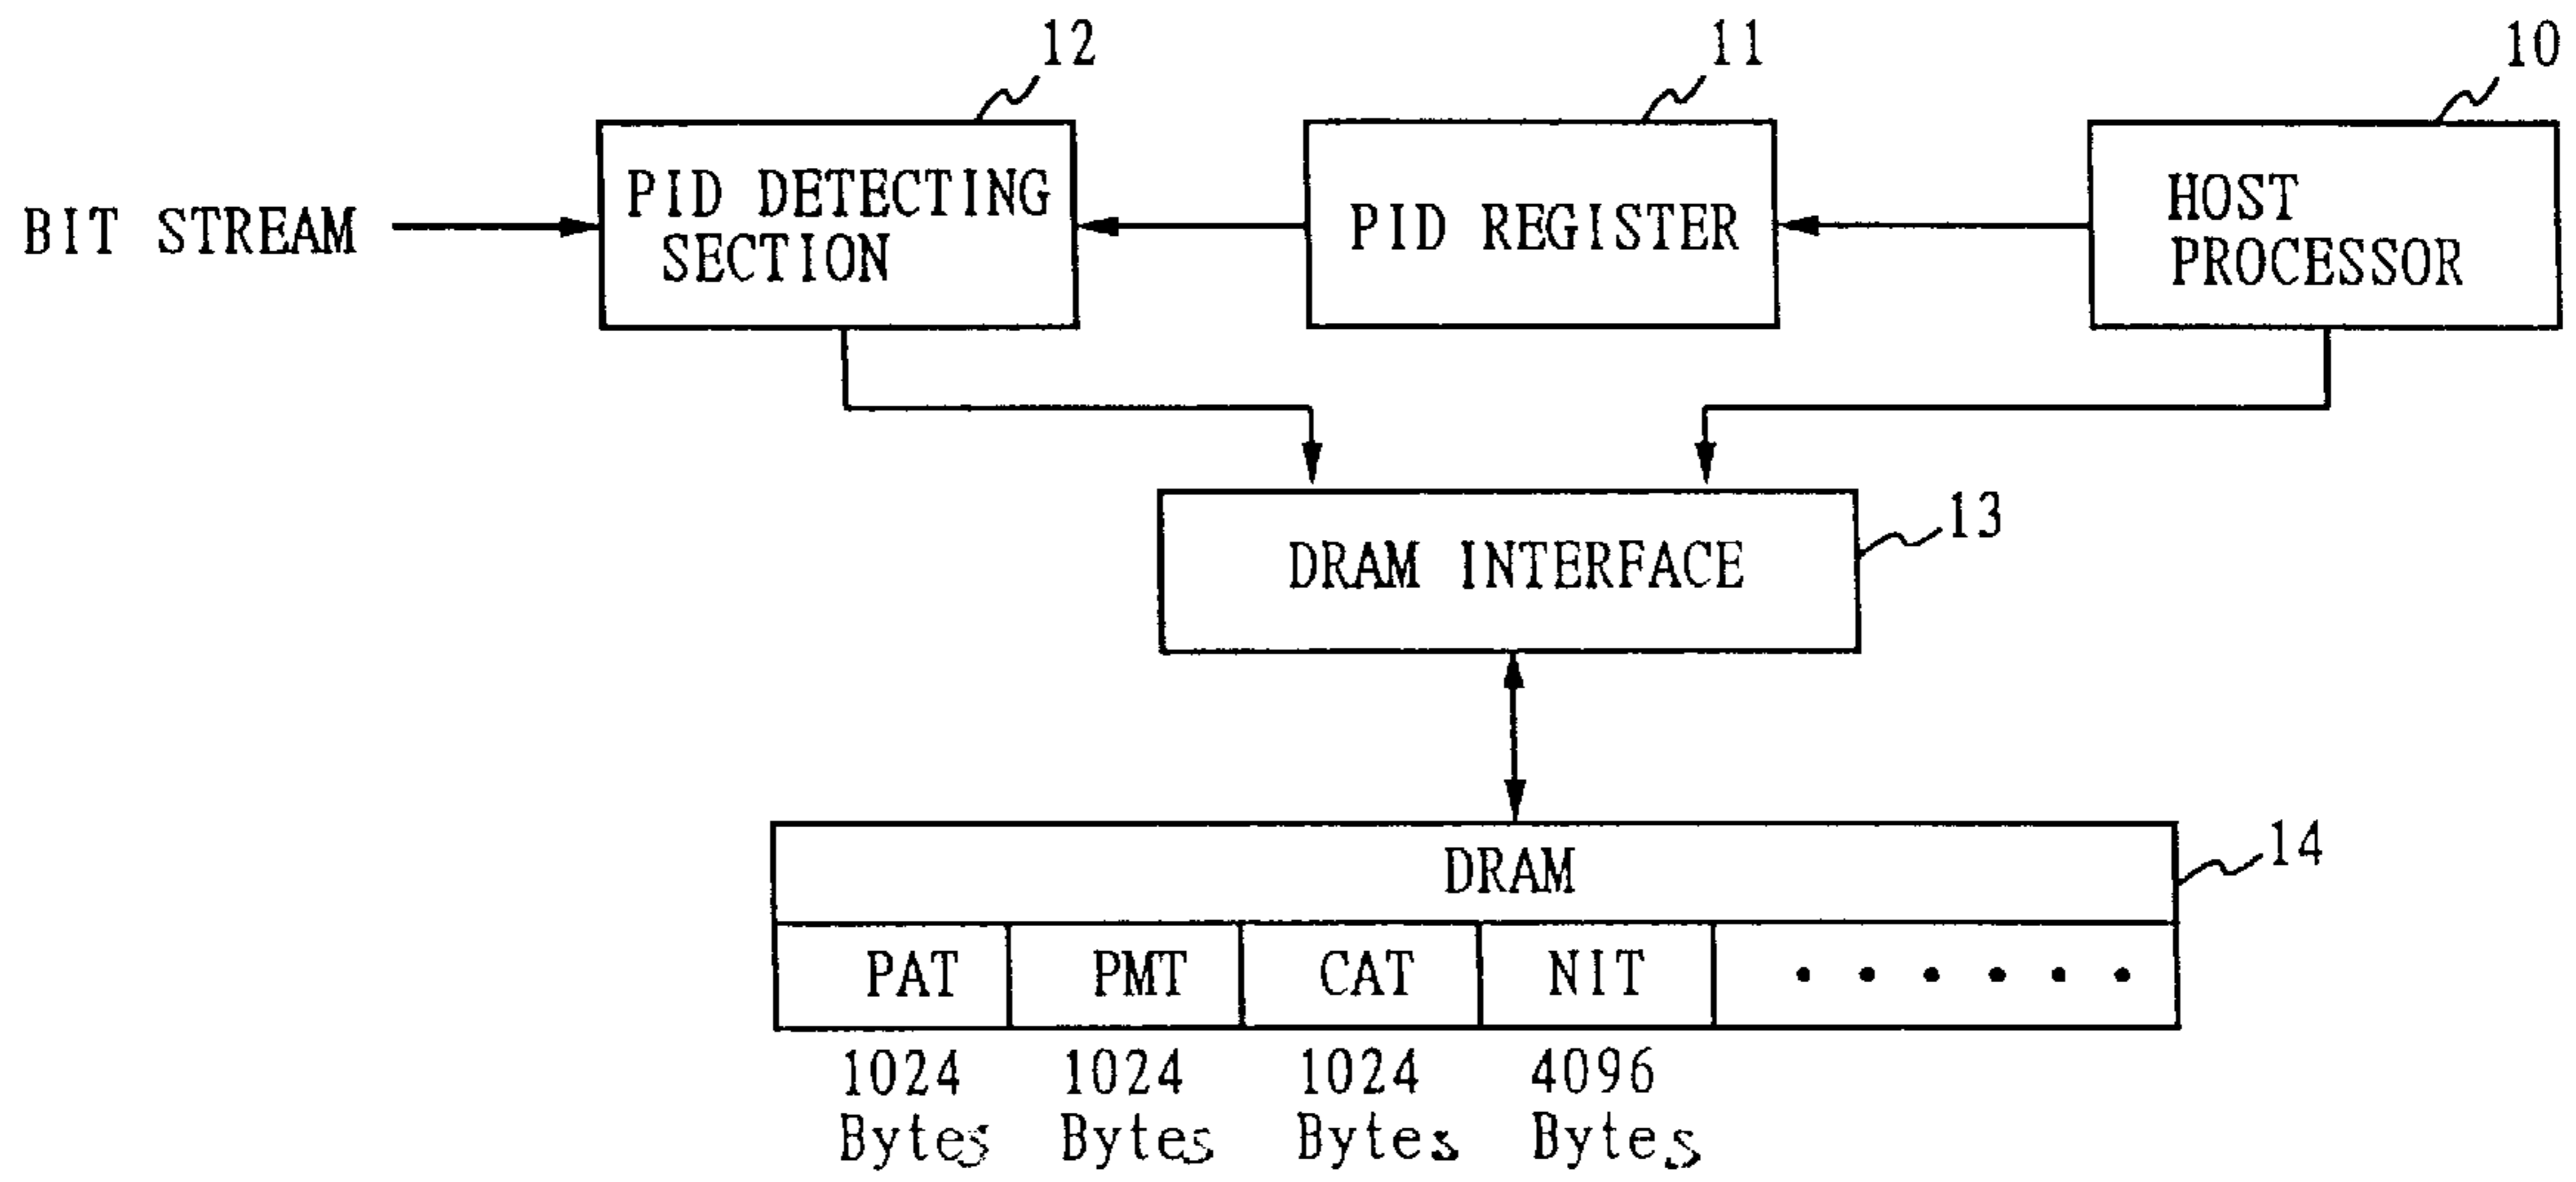 12
11
10
BIT STREAM
PID DETECTING
SECTION
PID REGISTER
HOST
PROCESSOR
DRAM INTERFACE
13
DRAM
14
PAT
PMT
CAT
NIT
• • • • • •
1024
Bytes
1024
Bytes
1024
Bytes
4096
Bytes